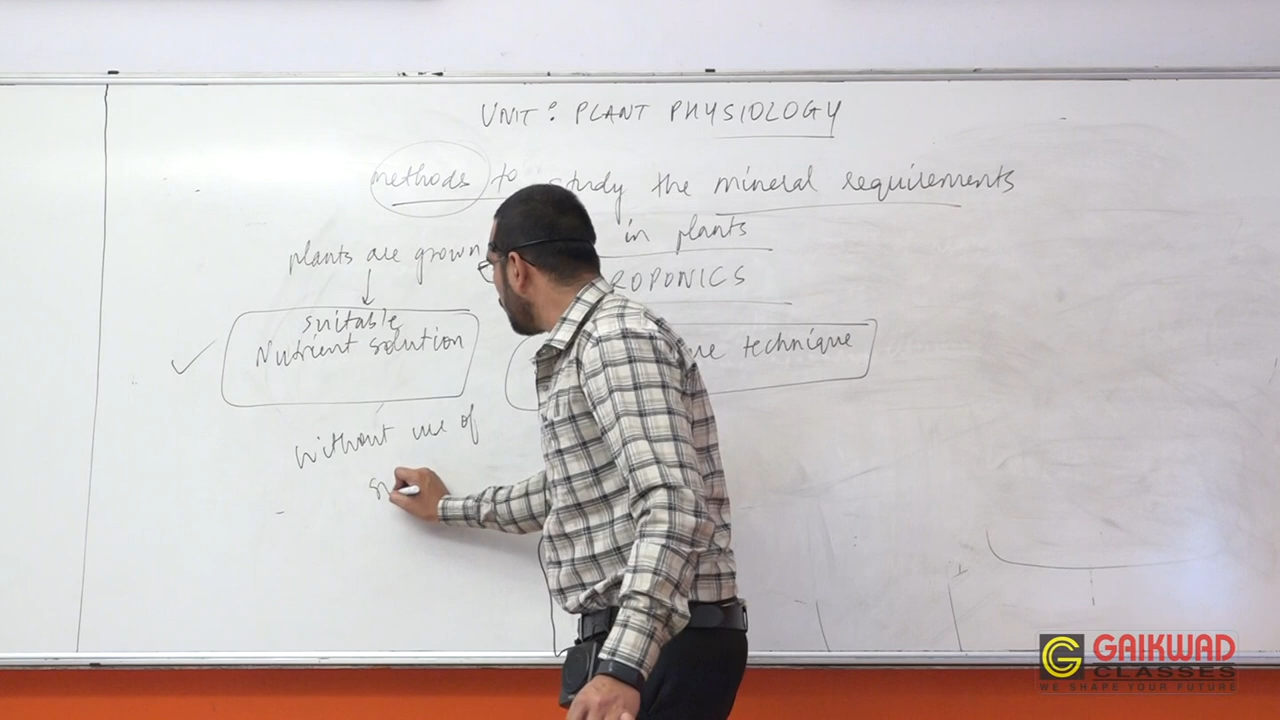 UNIT: PLANT PHYSIOLOGY
methods to study the mineral requirements
in plants
plants are grown
ROPONICS
suitable
Nutrient solution
technique
without use of
GAIKWAD
CLASSES
WE SHAPE YOUR FUTURE